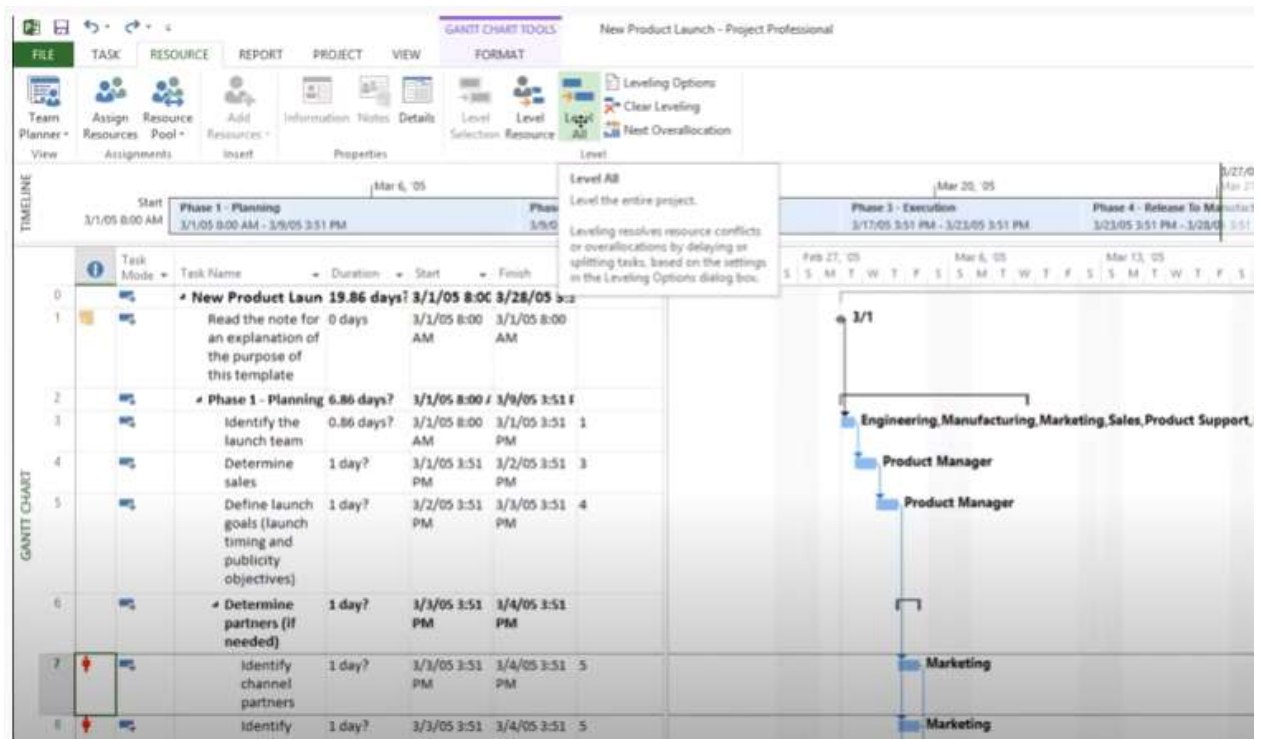 GANTT CHART TOOLS
New Product Launch - Project Professional
FILE TASK RESOURCE REPORT PROJECT VIEW FORMAT
Team Planner
Assign Resources
Resource Pool
Add Resources
Information
Notes
Details
Level Selection
Level Resource
Level All
Leveling Options
Clear Leveling
Next Overallocation
View Assignments Insert Properties Level
Level All
Level the entire project.
Leveling resolves resource conflicts
or overallocations by delaying or
splitting tasks, based on the settings
in the Leveling Options dialog box.
TIMELINE
Mar 6, '05
Mar 20, '05
Start
3/1/05 8:00 AM
Phase 1 - Planning
3/1/05 8:00 AM - 3/9/05 3:51 PM
Phase 3 - Execution
3/17/05 3:51 PM - 3/23/05 3:51 PM
Phase 4 - Release To
3/23/05 3:51 PM -
GANTT CHART
Task Mode
Task Name
Duration
Start
Finish
Feb 27, '05 Mar 6, '05 Mar 13, '05
S S M T W T F S S M T W T F S S M T W T F S
0 New Product Laun 19.86 days? 3/1/05 8:00 3/28/05
1 Read the note for 0 days 3/1/05 8:00 3/1/05 8:00
an explanation of AM AM
the purpose of
this template
3/1
2 Phase 1 - Planning 6.86 days? 3/1/05 8:00 3/9/05 3:51
3 Identify the 0.86 days? 3/1/05 8:00 3/1/05 3:51 1
launch team AM PM
Engineering,Manufacturing,Marketing,Sales,Product Support,
4 Determine 1 day? 3/1/05 3:51 3/2/05 3:51 3
sales PM PM
Product Manager
5 Define launch 1 day? 3/2/05 3:51 3/3/05 3:51 4
goals (launch PM PM
timing and
publicity
objectives)
Product Manager
6 Determine 1 day? 3/3/05 3:51 3/4/05 3:51
partners (if PM PM
needed)
7 Identify 1 day? 3/3/05 3:51 3/4/05 3:51 5
channel PM PM
partners
Marketing
8 Identify 1 day? 3/3/05 3:51 3/4/05 3:51 5
Marketing